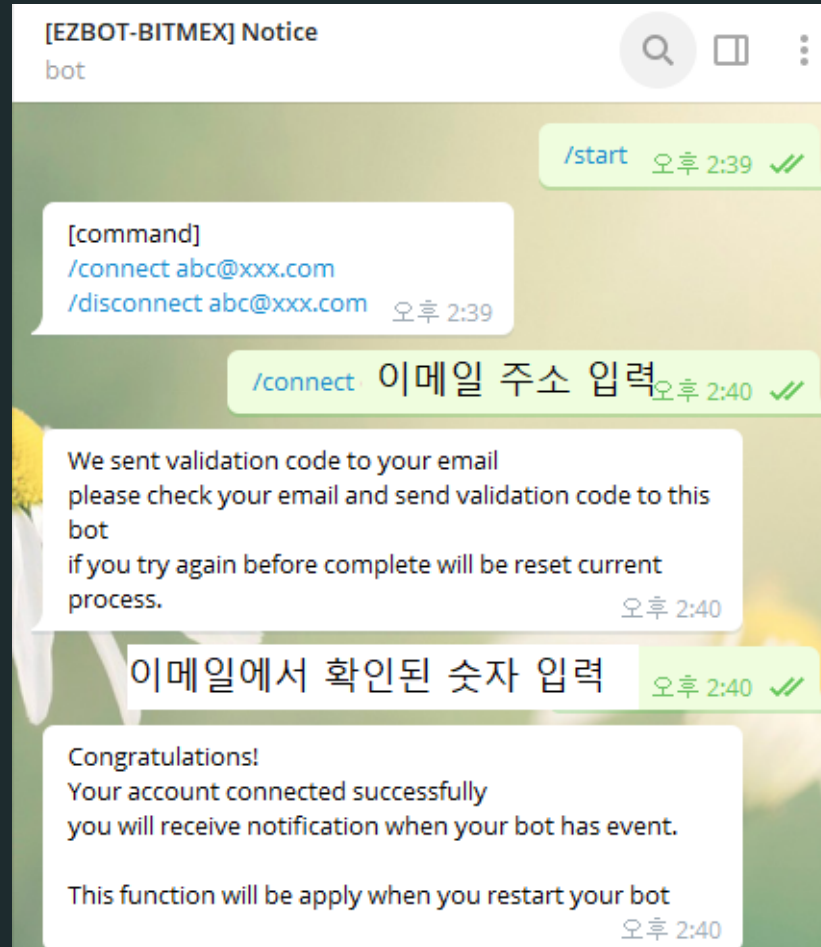 [EZBOT-BITMEX] Notice
bot
/start 오후 2:39
[command]
/connect abc@xxx.com
/disconnect abc@xxx.com 오후 2:39
/connect 이메일 주소 입력 오후 2:40
We sent validation code to your email
please check your email and send validation code to this
bot
if you try again before complete will be reset current
process. 오후 2:40
이메일에서 확인된 숫자 입력 오후 2:40
Congratulations!
Your account connected successfully
you will receive notification when your bot has event.
This function will be apply when you restart your bot
오후 2:40